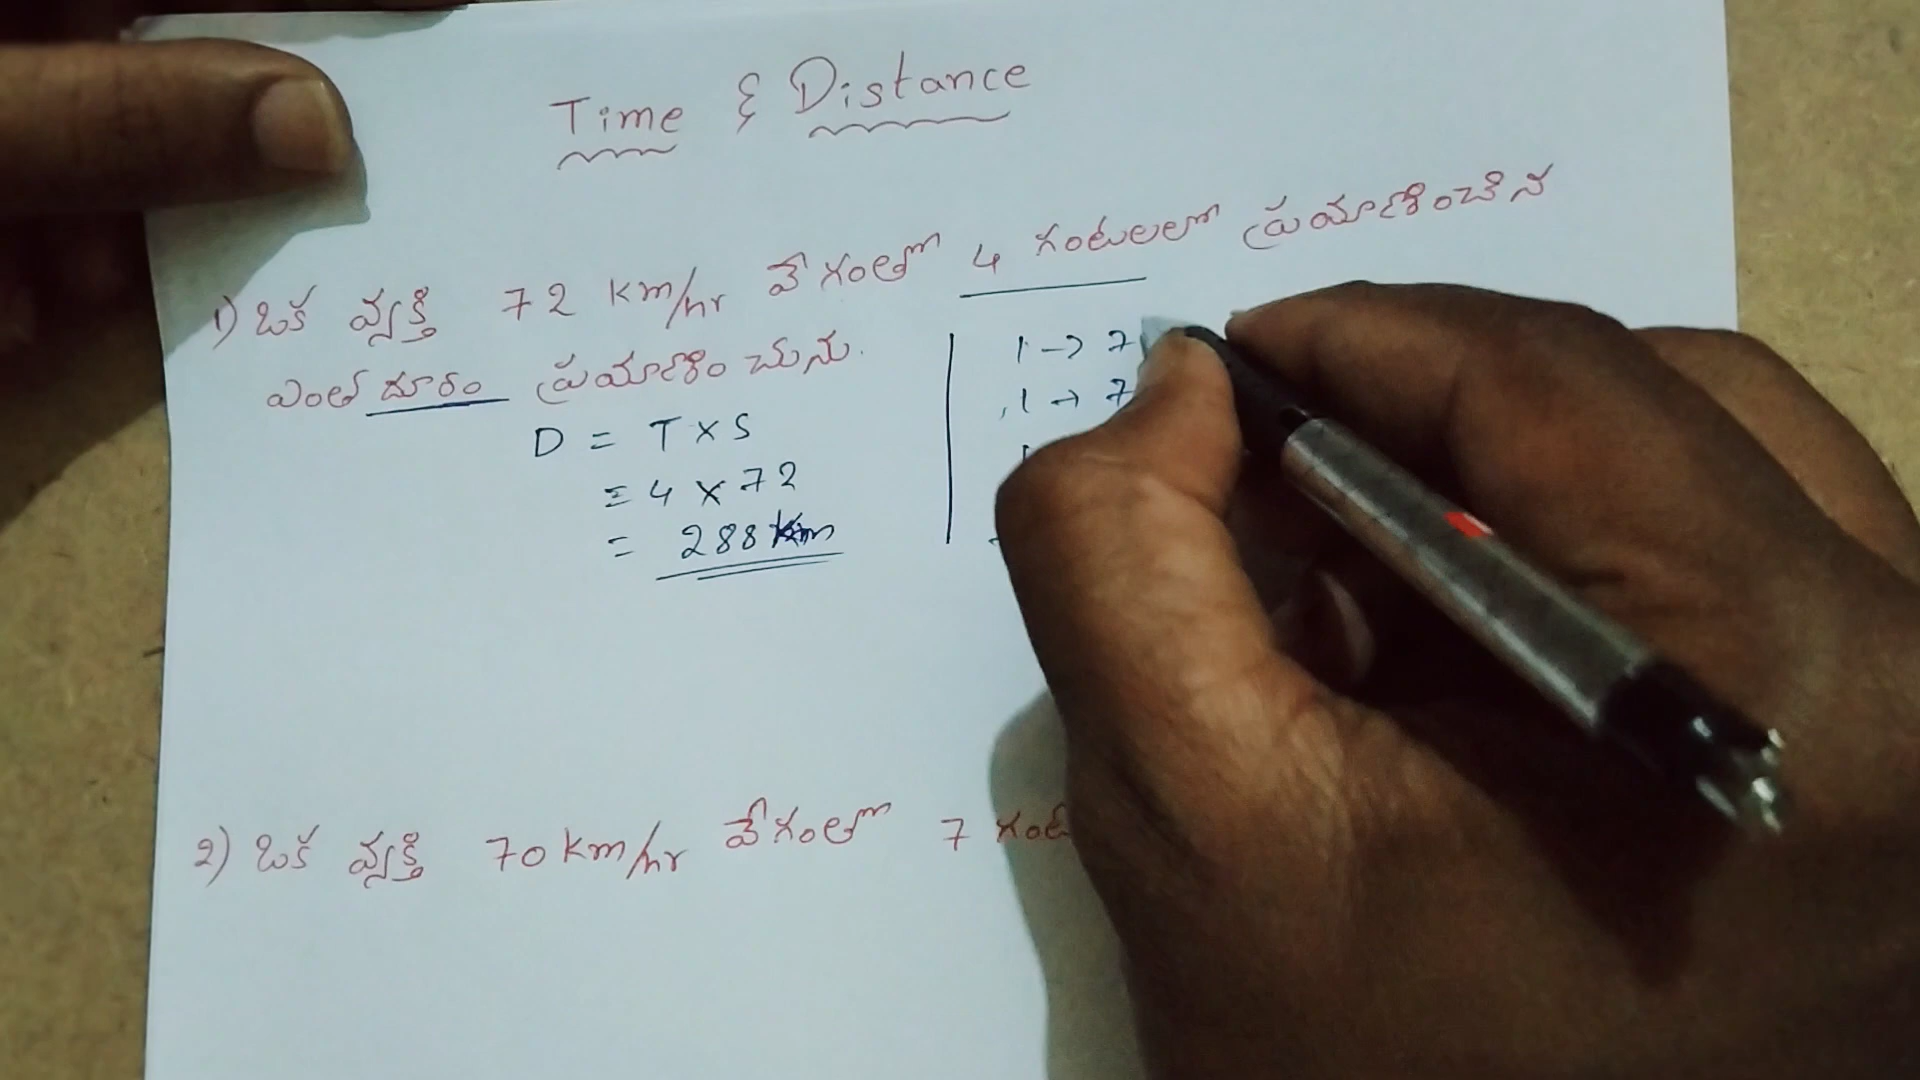 Time & Distance
1) ఒక వ్యక్తి 72 km/hr వేగంతో 4 గంటలలో ప్రయాణించిన
ఎంత దూరం ప్రయాణించును.
D = T × S
= 4 × 72
= 288 km
1 → 7
1 → 7
2) ఒక వ్యక్తి 70 km/hr వేగంతో 7